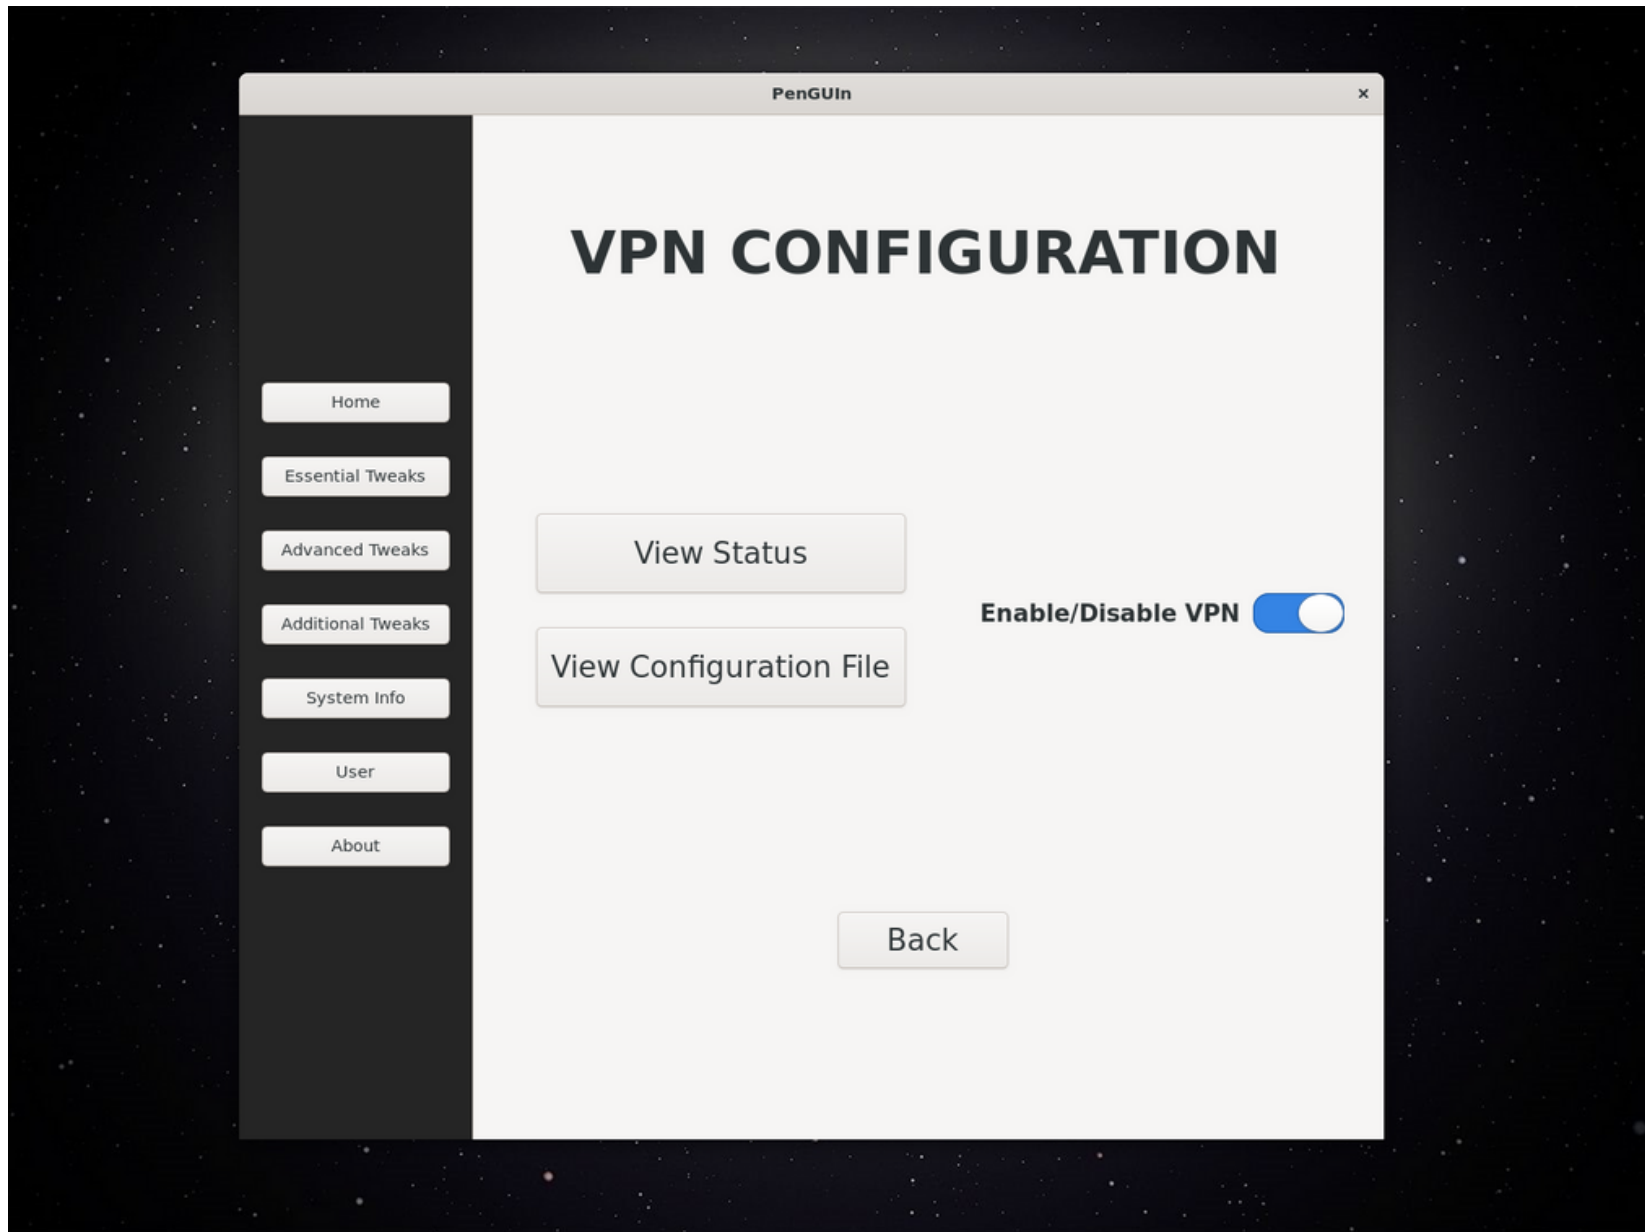 PenGUIn
×
VPN CONFIGURATION
Home
Essential Tweaks
Advanced Tweaks
Additional Tweaks
System Info
User
About
View Status
View Configuration File
Enable/Disable VPN
Back